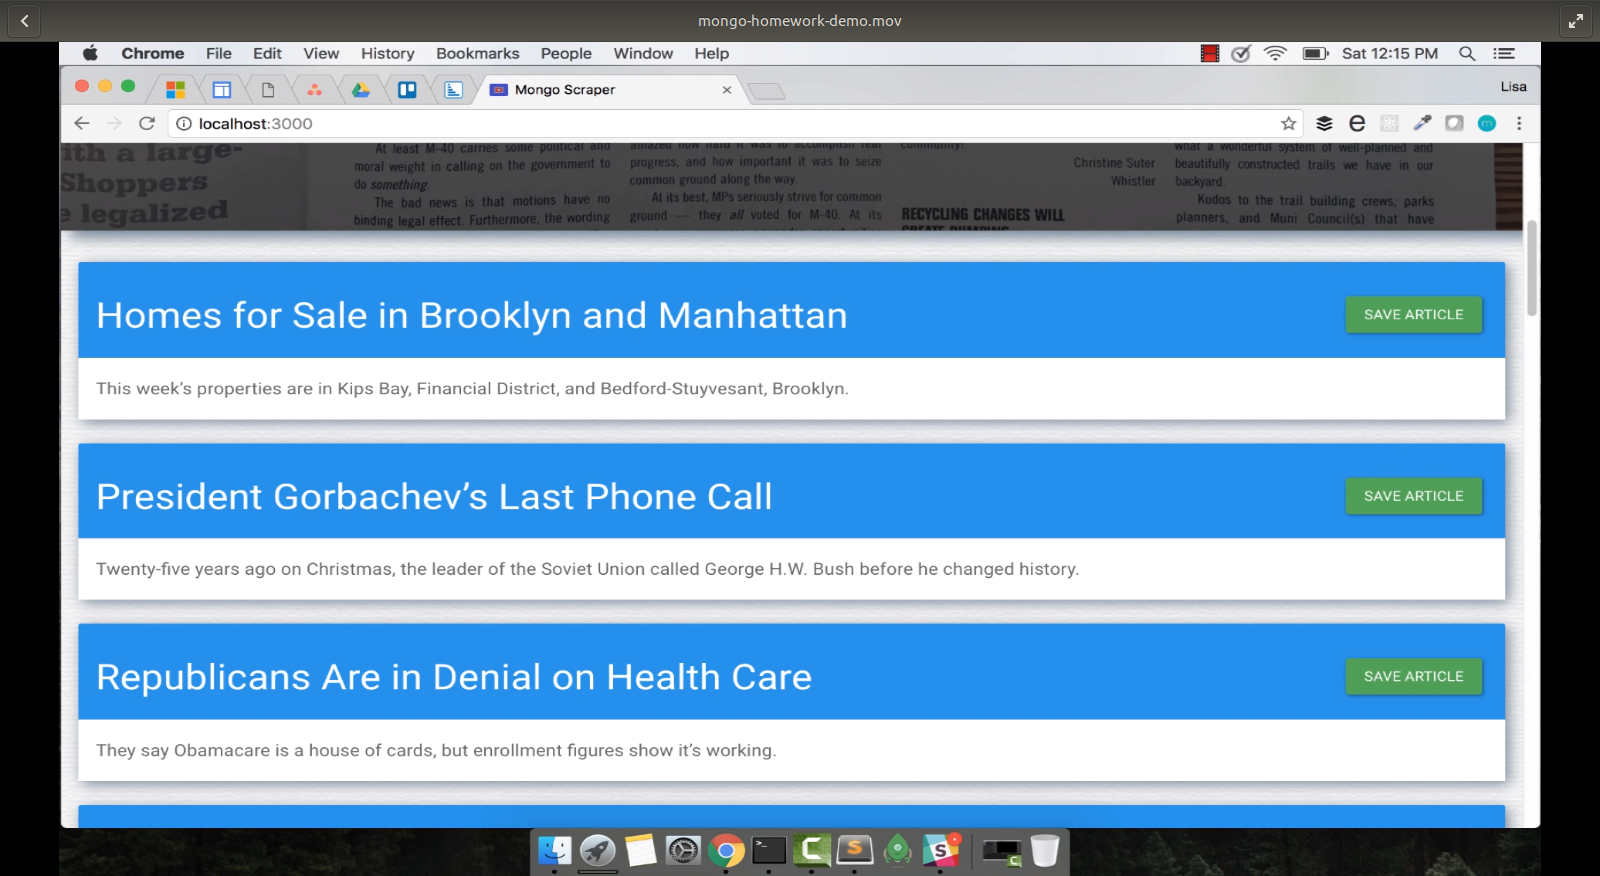 mongo-homework-demo.mov
Chrome File Edit View History Bookmarks People Window Help Sat 12:15 PM
Mongo Scraper Lisa
localhost:3000
ith a large-
Shoppers
e legalized
At least M-40 carries some political and
moral weight in calling on the government to
do something.
The bad news is that motions have no
binding legal effect. Furthermore, the wording
amazed how hard it was to accomplish real
progress, and how important it was to seize
common ground along the way.
At its best, MPs seriously strive for common
ground — they all voted for M-40. At its
community!
Christine Suter
Whistler
RECYCLING CHANGES WILL
CREATE DUMPING
what a wonderful system of well-planned and
beautifully constructed trails we have in our
backyard.
Kudos to the trail building crews, parks
planners, and Muni Council(s) that have
Homes for Sale in Brooklyn and Manhattan
SAVE ARTICLE
This week’s properties are in Kips Bay, Financial District, and Bedford-Stuyvesant, Brooklyn.
President Gorbachev’s Last Phone Call
SAVE ARTICLE
Twenty-five years ago on Christmas, the leader of the Soviet Union called George H.W. Bush before he changed history.
Republicans Are in Denial on Health Care
SAVE ARTICLE
They say Obamacare is a house of cards, but enrollment figures show it’s working.